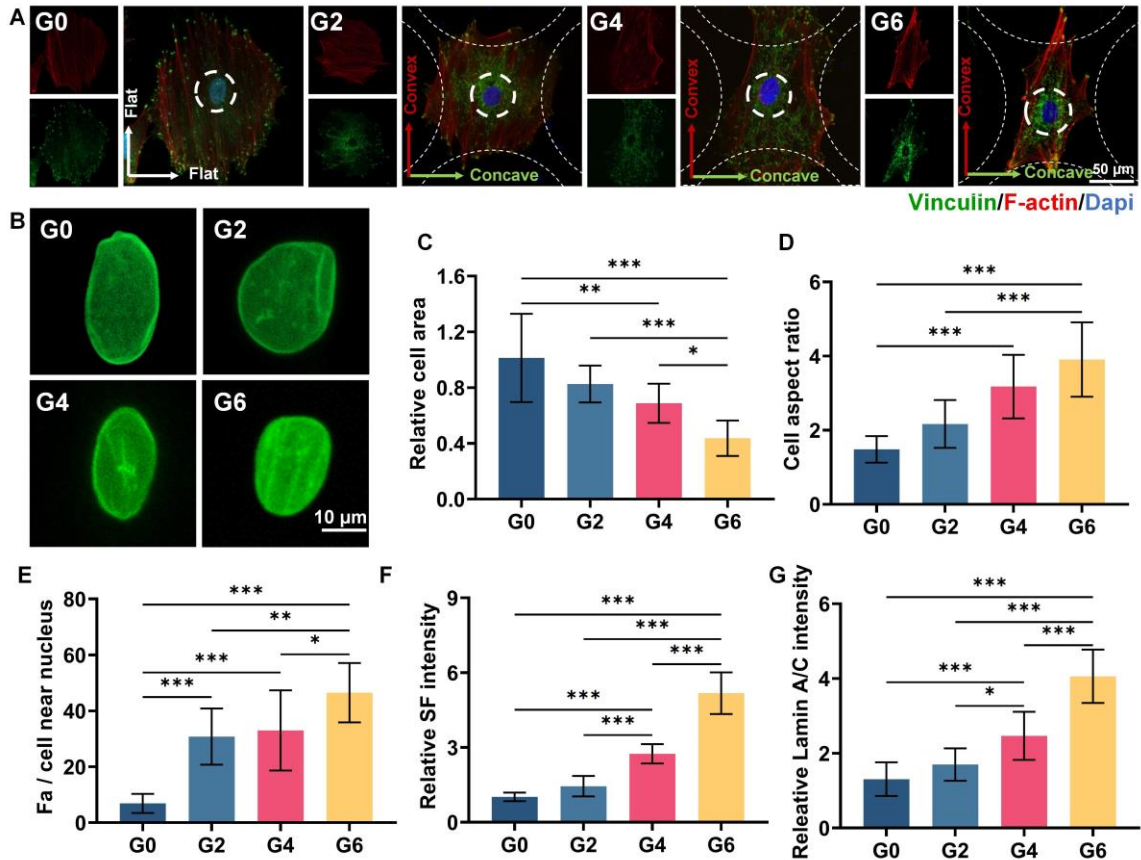 A
G0
Flat
Flat
G2
Convex
Concave
G4
Convex
Concave
G6
Convex
Concave
50 µm
Vinculin/F-actin/Dapi
B
G0
G2
G4
G6
10 µm
C
Relative cell area
1.6
1.2
0.8
0.4
0.0
***
**
***
*
G0 G2 G4 G6
D
Cell aspect ratio
6
4
2
0
***
***
***
G0 G2 G4 G6
E
Fa / cell near nucleus
80
60
40
20
0
***
**
*
***
***
G0 G2 G4 G6
F
Relative SF intensity
9
6
3
0
***
***
***
***
***
G0 G2 G4 G6
G
Releative Lamin A/C intensity
6
4
2
0
***
***
***
***
*
G0 G2 G4 G6